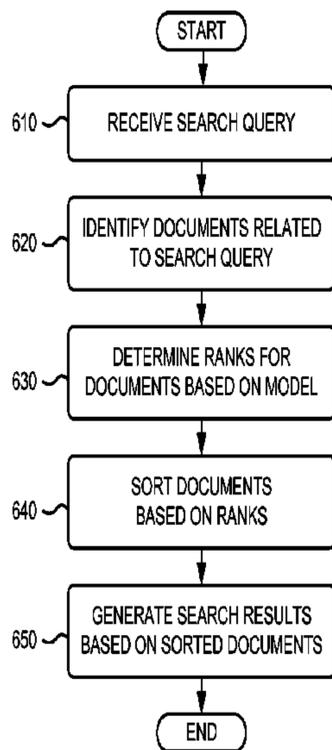 START
610
RECEIVE SEARCH QUERY
620
IDENTIFY DOCUMENTS RELATED
TO SEARCH QUERY
630
DETERMINE RANKS FOR
DOCUMENTS BASED ON MODEL
640
SORT DOCUMENTS
BASED ON RANKS
650
GENERATE SEARCH RESULTS
BASED ON SORTED DOCUMENTS
END